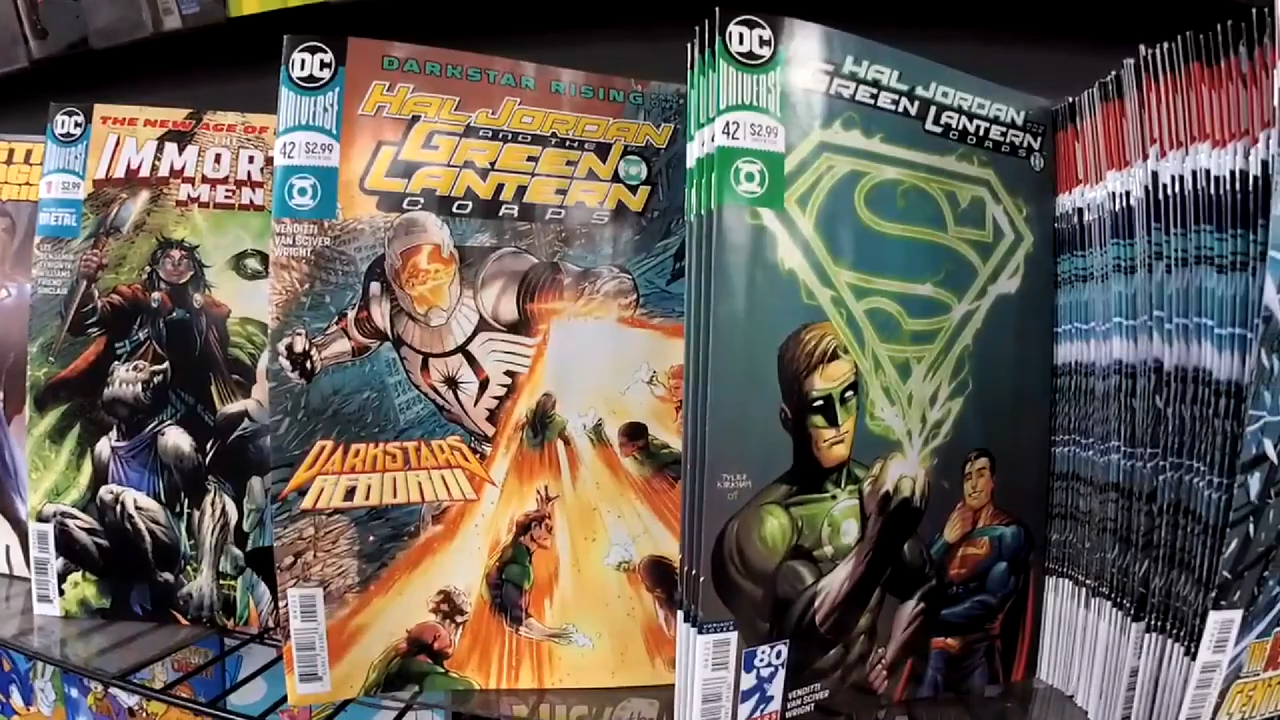 DC
UNIVERSE
1 $2.99
METAL
THE NEW AGE OF
IMMOR
MEN
DC
UNIVERSE
42 $2.99
DARKSTAR RISING
HAL JORDAN
AND THE
GREEN
LANTERN
CORPS
VENDITTI
VAN SCIVER
WRIGHT
DARKSTARS
REBORN!
DC
UNIVERSE
42 $2.99
HAL JORDAN
GREEN LANTERN
CORPS
TYLER
KIRKHAM
VARIANT
COVER
80
VENDITTI
VAN SCIVER
WRIGHT